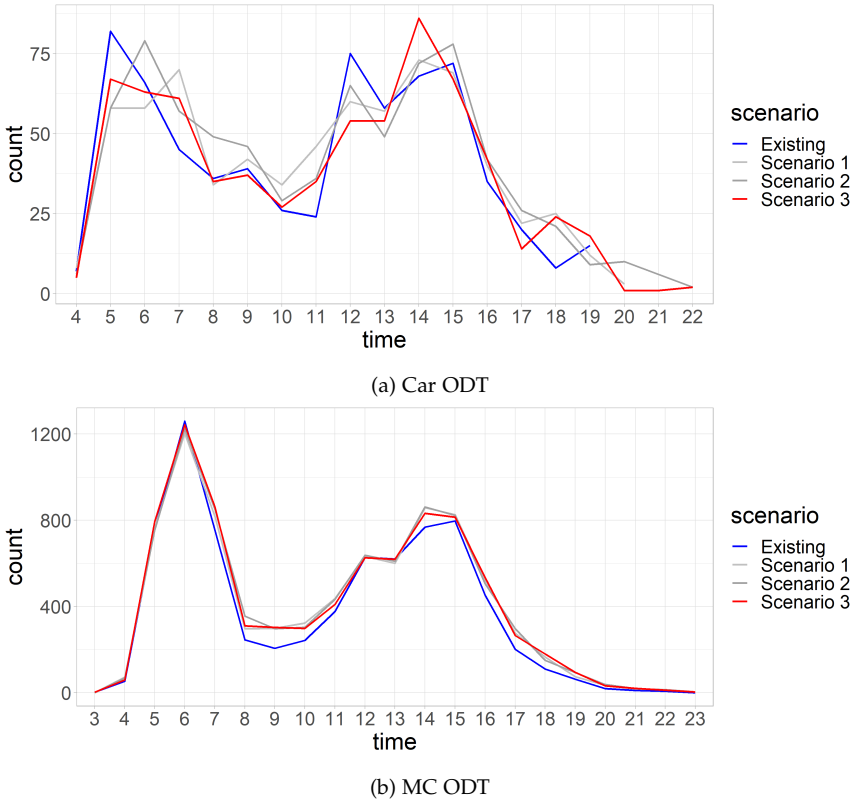 75
50
25
0
count
4 5 6 7 8 9 10 11 12 13 14 15 16 17 18 19 20 21 22
time
scenario
Existing
Scenario 1
Scenario 2
Scenario 3
(a) Car ODT
1200
800
400
0
count
3 4 5 6 7 8 9 10 11 12 13 14 15 16 17 18 19 20 21 22 23
time
scenario
Existing
Scenario 1
Scenario 2
Scenario 3
(b) MC ODT